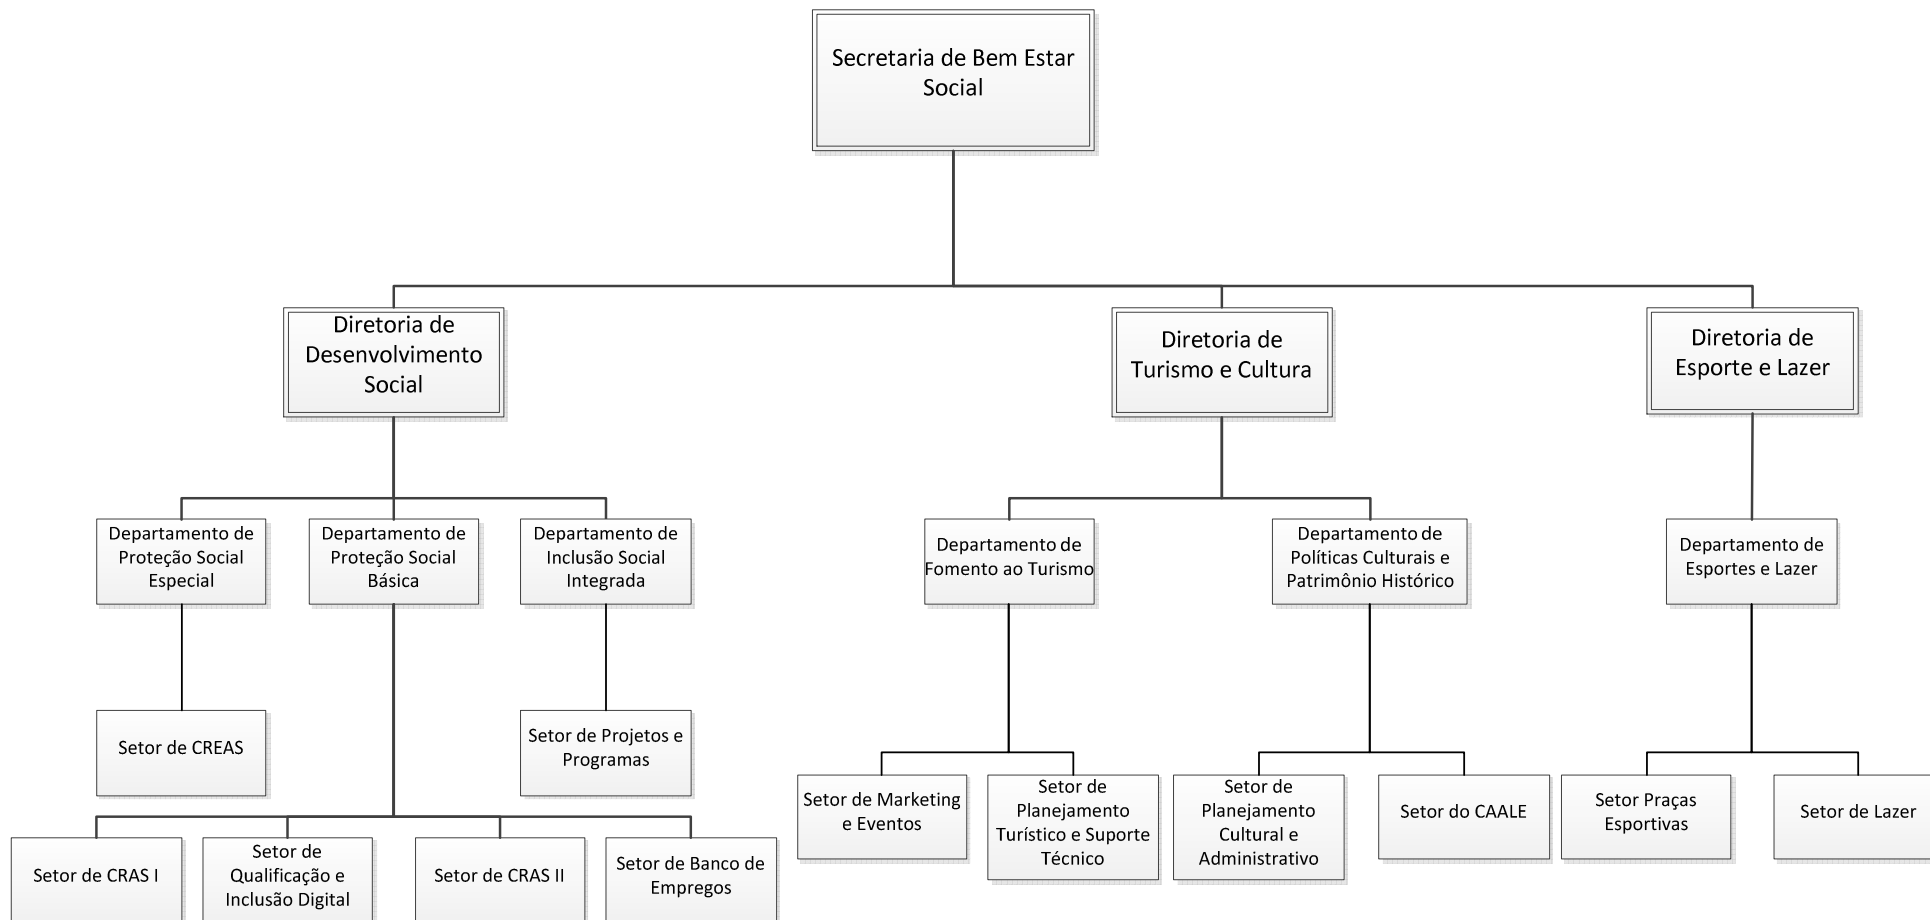 Secretaria de Bem Estar
Social
Diretoria de
Desenvolvimento
Social
Diretoria de
Turismo e Cultura
Diretoria de
Esporte e Lazer
Departamento de
Proteção Social
Especial
Departamento de
Proteção Social
Básica
Departamento de
Inclusão Social
Integrada
Departamento de
Fomento ao Turismo
Departamento de
Políticas Culturais e
Patrimônio Histórico
Departamento de
Esportes e Lazer
Setor de CREAS
Setor de Projetos e
Programas
Setor de Marketing
e Eventos
Setor de
Planejamento
Turístico e Suporte
Técnico
Setor de
Planejamento
Cultural e
Administrativo
Setor do CAALE
Setor Praças
Esportivas
Setor de Lazer
Setor de CRAS I
Setor de
Qualificação e
Inclusão Digital
Setor de CRAS II
Setor de Banco de
Empregos